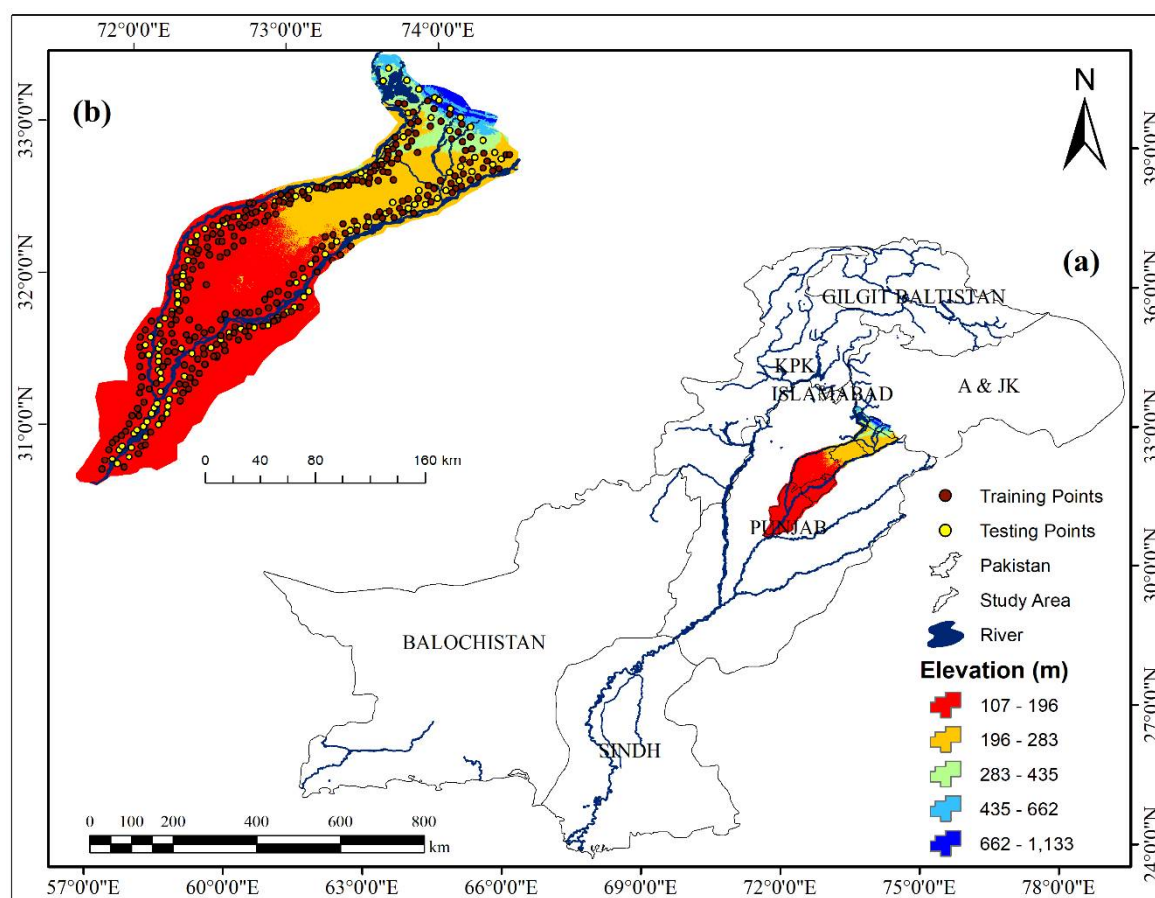 72°0'0"E 73°0'0"E 74°0'0"E
(b)
N
33°0'0"N
32°0'0"N
31°0'0"N
0 40 80 160 km
(a)
GILGIT BALTISTAN
KPK
ISLAMABAD
A & JK
PUNJAB
BALOCHISTAN
SINDH
39°0'0"N
36°0'0"N
33°0'0"N
30°0'0"N
27°0'0"N
24°0'0"N
Training Points
Testing Points
Pakistan
Study Area
River
Elevation (m)
107 - 196
196 - 283
283 - 435
435 - 662
662 - 1,133
0 100 200 400 600 800
km
57°0'0"E 60°0'0"E 63°0'0"E 66°0'0"E 69°0'0"E 72°0'0"E 75°0'0"E 78°0'0"E